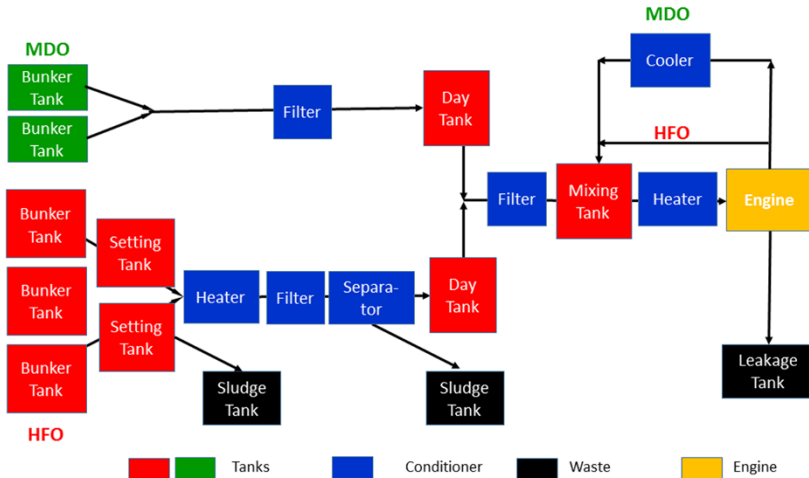 MDO
Bunker
Tank
Bunker
Tank
Filter
Day
Tank
MDO
Cooler
HFO
Bunker
Tank
Setting
Tank
Bunker
Tank
Setting
Tank
Bunker
Tank
HFO
Heater
Filter
Separa-
tor
Day
Tank
Filter
Mixing
Tank
Heater
Engine
Sludge
Tank
Sludge
Tank
Leakage
Tank
Tanks
Conditioner
Waste
Engine